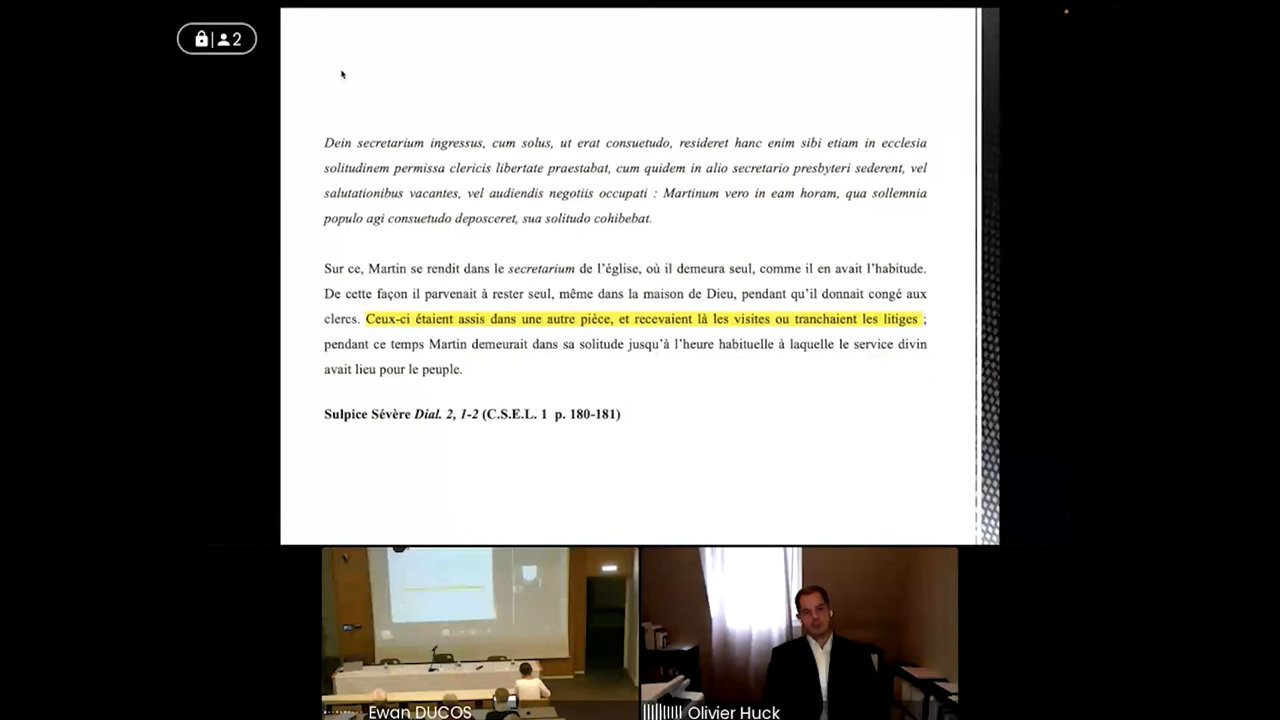 2
Dein secretarium ingressus, cum solus, ut erat consuetudo, resideret hanc enim sibi etiam in ecclesia
solitudinem permissa clericis libertate praestabat, cum quidem in alio secretario presbyteri sederent, vel
salutationibus vacantes, vel audiendis negotiis occupati : Martinum vero in eam horam, qua sollemnia
populo agi consuetudo deposceret, sua solitudo cohibebat.
Sur ce, Martin se rendit dans le secretarium de l'église, où il demeura seul, comme il en avait l'habitude.
De cette façon il parvenait à rester seul, même dans la maison de Dieu, pendant qu'il donnait congé aux
clercs. Ceux-ci étaient assis dans une autre pièce, et recevaient là les visites ou tranchaient les litiges ;
pendant ce temps Martin demeurait dans sa solitude jusqu'à l'heure habituelle à laquelle le service divin
avait lieu pour le peuple.
Sulpice Sévère Dial. 2, 1-2 (C.S.E.L. 1 p. 180-181)
Ewan DUCOS
Olivier Huck